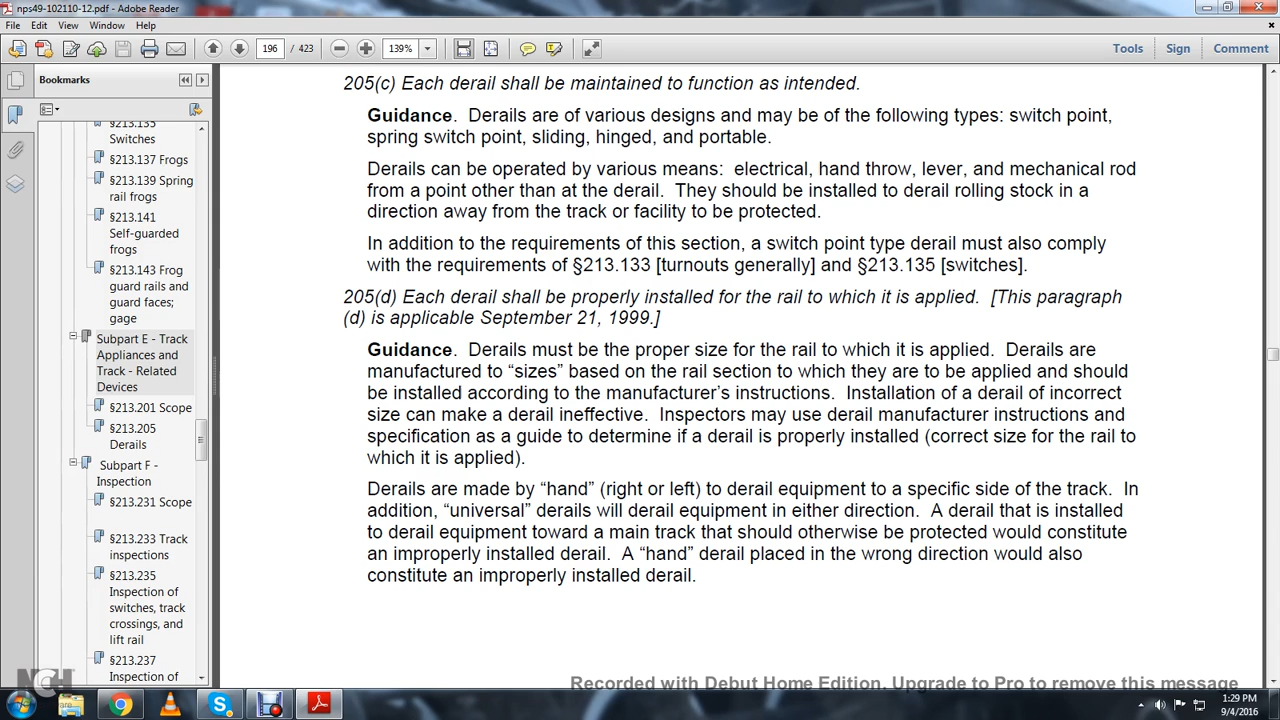 nps49-102110-12.pdf - Adobe Reader
File Edit View Window Help
196 / 423 139% Tools Sign Comment
Bookmarks
§213.135
Switches
§213.137 Frogs
§213.139 Spring
rail frogs
§213.141
Self-guarded
frogs
§213.143 Frog
guard rails and
guard faces;
gage
Subpart E - Track
Appliances and
Track - Related
Devices
§213.201 Scope
§213.205
Derails
Subpart F -
Inspection
§213.231 Scope
§213.233 Track
inspections
§213.235
Inspection of
switches, track
crossings, and
lift rail
§213.237
Inspection of
205(c) Each derail shall be maintained to function as intended.
Guidance. Derails are of various designs and may be of the following types: switch point,
spring switch point, sliding, hinged, and portable.
Derails can be operated by various means: electrical, hand throw, lever, and mechanical rod
from a point other than at the derail. They should be installed to derail rolling stock in a
direction away from the track or facility to be protected.
In addition to the requirements of this section, a switch point type derail must also comply
with the requirements of §213.133 [turnouts generally] and §213.135 [switches].
205(d) Each derail shall be properly installed for the rail to which it is applied. [This paragraph
(d) is applicable September 21, 1999.]
Guidance. Derails must be the proper size for the rail to which it is applied. Derails are
manufactured to “sizes” based on the rail section to which they are to be applied and should
be installed according to the manufacturer’s instructions. Installation of a derail of incorrect
size can make a derail ineffective. Inspectors may use derail manufacturer instructions and
specification as a guide to determine if a derail is properly installed (correct size for the rail to
which it is applied).
Derails are made by “hand” (right or left) to derail equipment to a specific side of the track. In
addition, “universal” derails will derail equipment in either direction. A derail that is installed
to derail equipment toward a main track that should otherwise be protected would constitute
an improperly installed derail. A “hand” derail placed in the wrong direction would also
constitute an improperly installed derail.
NCH
Recorded with Debut Home Edition. Upgrade to Pro to remove this message
1:29 PM
9/4/2016